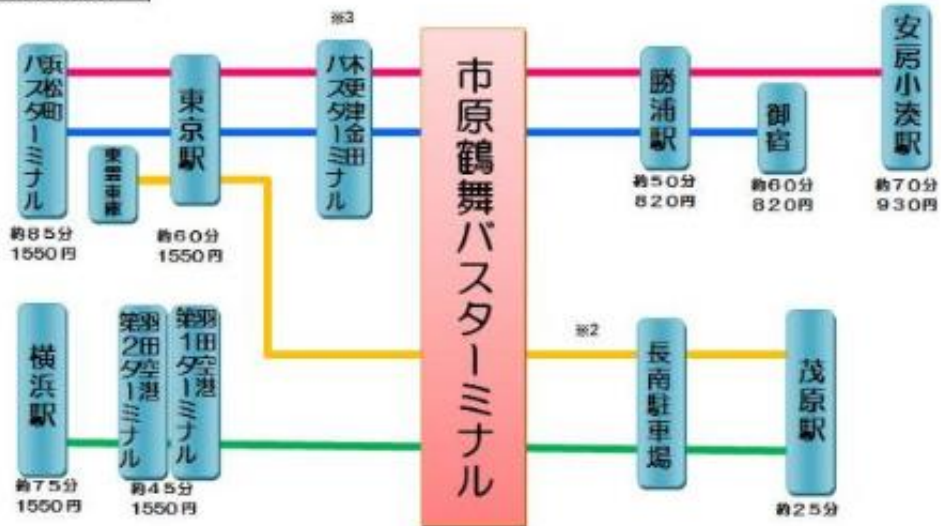 ※3
浜松町
バスターミナル
東京駅
木更津金田
バスターミナル
東雲車庫
市原鶴舞バスターミナル
勝浦駅
御宿
安房小湊駅
約85分
1550円
約60分
1550円
約50分
820円
約60分
820円
約70分
930円
横浜駅
羽田空港
第2ターミナル
羽田空港
第1ターミナル
※2
長南駐車場
茂原駅
約75分
1550円
約45分
1550円
約25分